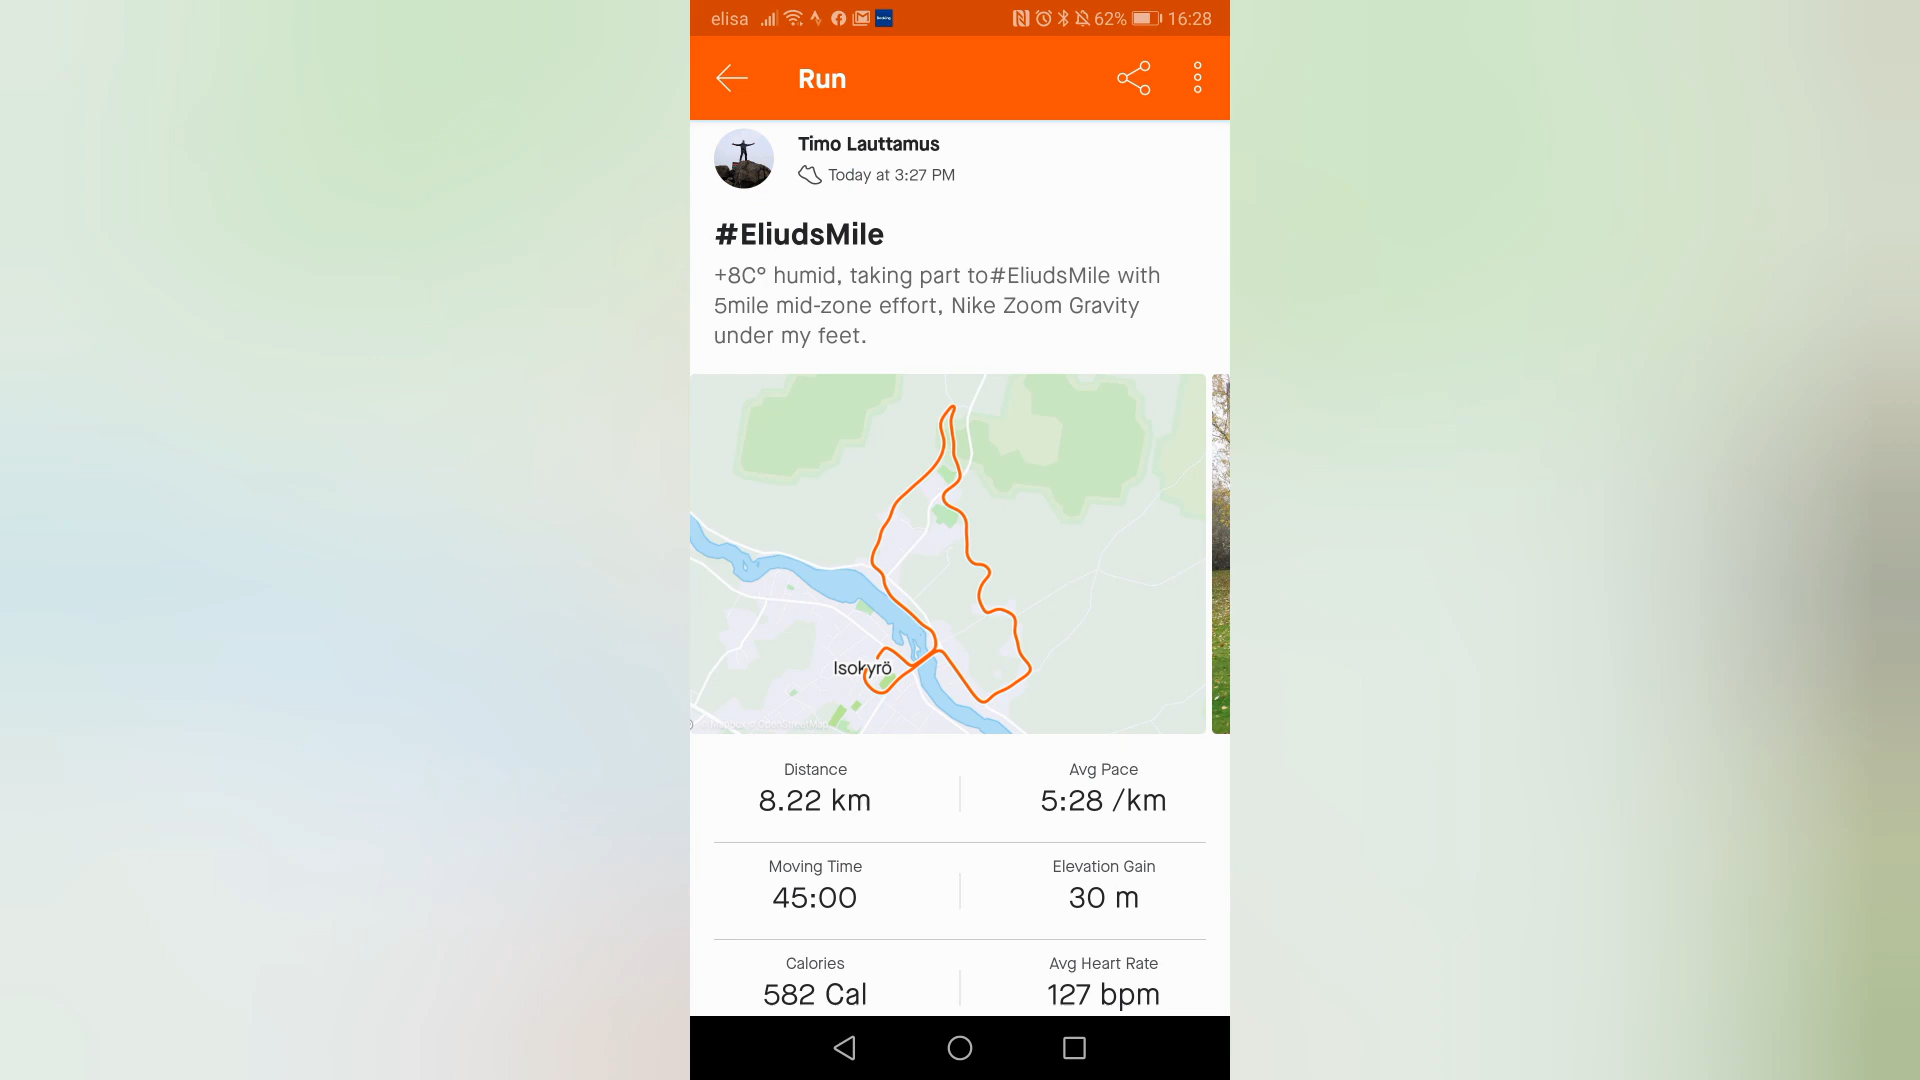 elisa 62% 16:28
Run
Timo Lauttamus
Today at 3:27 PM
#EliudsMile
+8C° humid, taking part to#EliudsMile with
5mile mid-zone effort, Nike Zoom Gravity
under my feet.
Isokyrö
Distance
8.22 km
Avg Pace
5:28 /km
Moving Time
45:00
Elevation Gain
30 m
Calories
582 Cal
Avg Heart Rate
127 bpm